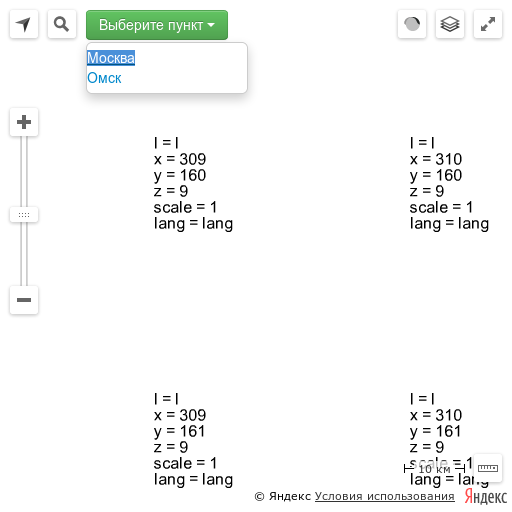 Выберите пункт
Москва
Омск
l = l
x = 309
y = 160
z = 9
scale = 1
lang = lang
l = l
x = 310
y = 160
z = 9
scale = 1
lang = lang
l = l
x = 309
y = 161
z = 9
scale = 1
lang = lang
l = l
x = 310
y = 161
z = 9
scale = 1
lang = lang
10 км
© Яндекс Условия использования
Яндекс